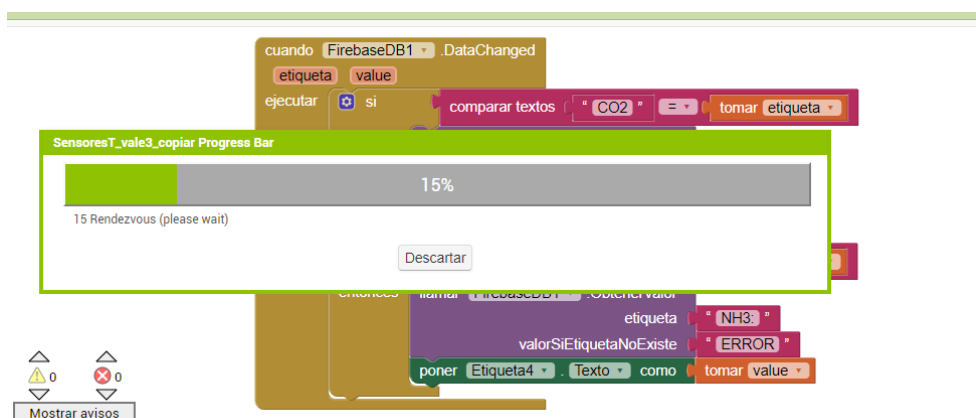 cuando FirebaseDB1 .DataChanged
etiqueta value
ejecutar si comparar textos " CO2 " = tomar etiqueta
SensoresT_vale3_copiar Progress Bar
15%
15 Rendezvous (please wait)
Descartar
entonces llamar FirebaseDB1 .ObtenerValor
etiqueta " NH3: "
valorSiEtiquetaNoExiste " ERROR "
poner Etiqueta4 . Texto como tomar value
0 0
Mostrar avisos